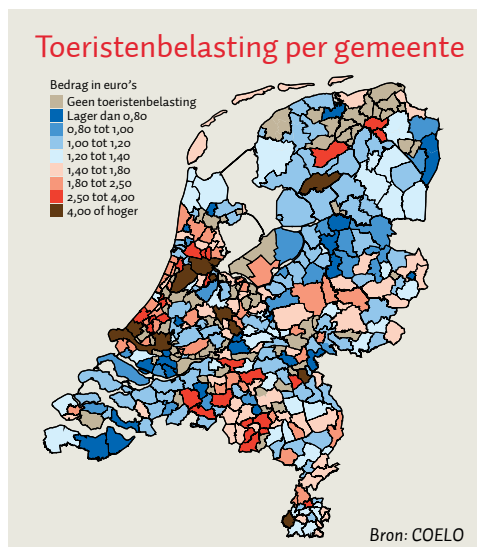 Toeristenbelasting per gemeente
Bedrag in euro's
Geen toeristenbelasting
Lager dan 0,80
0,80 tot 1,00
1,00 tot 1,20
1,20 tot 1,40
1,40 tot 1,80
1,80 tot 2,50
2,50 tot 4,00
4,00 of hoger
Bron: COELO